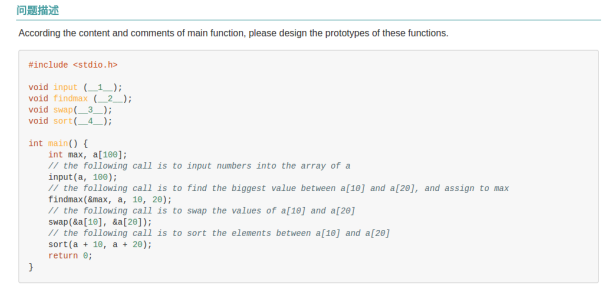 问题描述
According the content and comments of main function, please design the prototypes of these functions.
#include <stdio.h>
void input (__1__);
void findmax (__2__);
void swap(__3__);
void sort(__4__);
int main() {
int max, a[100];
// the following call is to input numbers into the array of a
input(a, 100);
// the following call is to find the biggest value between a[10] and a[20], and assign to max
findmax(&max, a, 10, 20);
// the following call is to swap the values of a[10] and a[20]
swap(&a[10], &a[20]);
// the following call is to sort the elements between a[10] and a[20]
sort(a + 10, a + 20);
return 0;
}